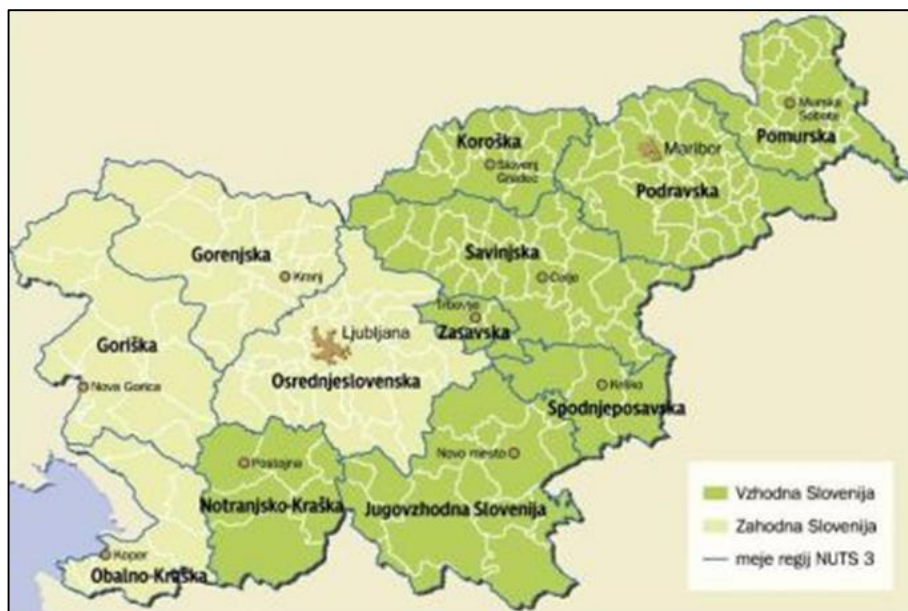 Murska
Sobota
Pomurska
Koroška
Slovenj
Gradec
Maribor
Podravska
Gorenjska
Kranj
Savinjska
Celje
Trbovlje
Zasavska
Ljubljana
Goriška
Osrednjeslovenska
Nova Gorica
Krško
Spodnjeposavska
Postojna
Novo mesto
Notranjsko-Kraška
Jugovzhodna Slovenija
Koper
Obalno-Kraška
Vzhodna Slovenija
Zahodna Slovenija
meje regij NUTS 3